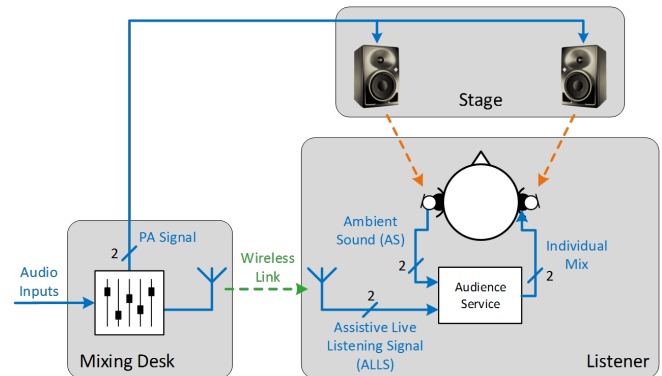 Stage
Ambient
Sound (AS)
2
Individual
Mix
2
Audience
Service
2
PA Signal
Wireless
Link
Audio
Inputs
2
Assistive Live
Listening Signal
(ALLS)
Mixing Desk
Listener